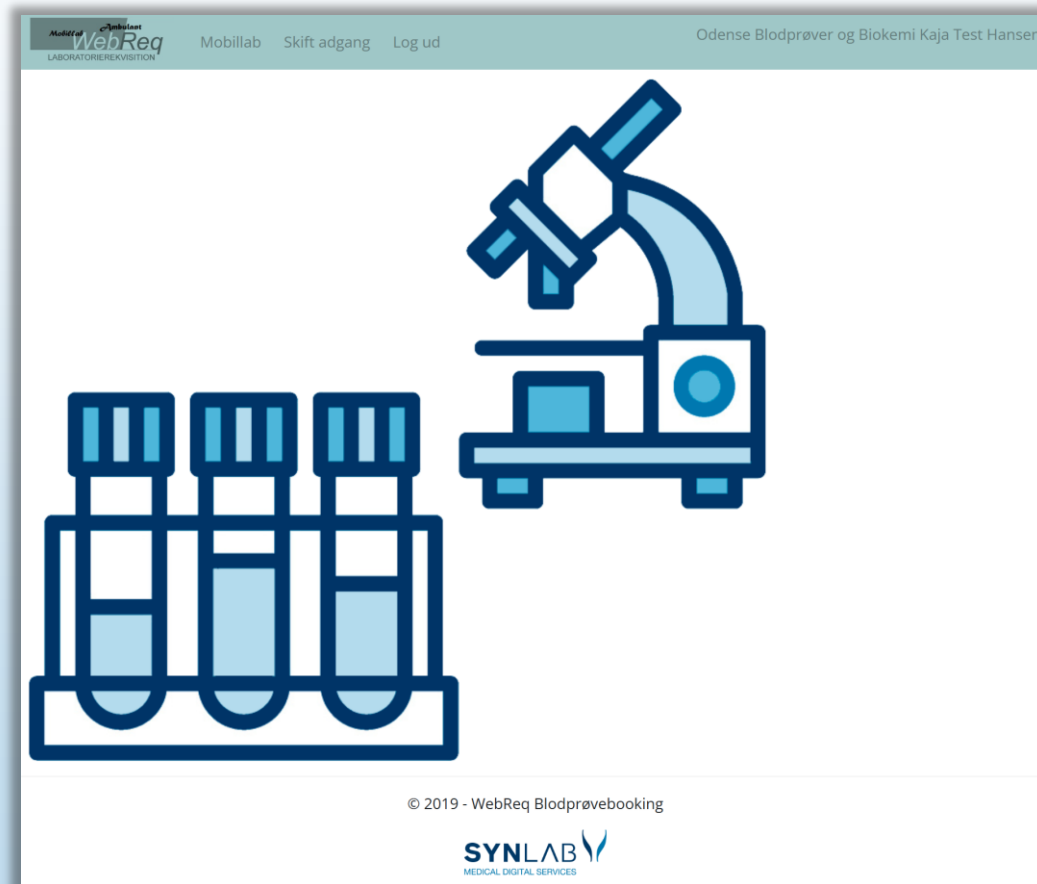 Mobillab Ambulant
WebReq
LABORATORIEREKVISITION
Mobillab Skift adgang Log ud
Odense Blodprøver og Biokemi Kaja Test Hansen
© 2019 - WebReq Blodprøvebooking
SYNLAB
MEDICAL DIGITAL SERVICES